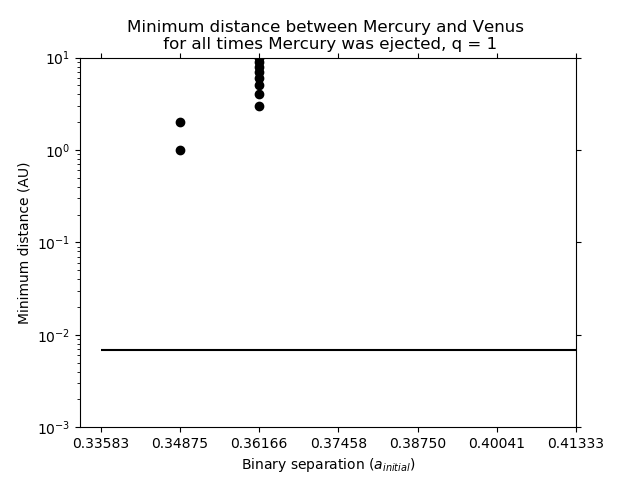 Minimum distance between Mercury and Venus
for all times Mercury was ejected, q = 1
10¹
10⁰
10⁻¹
10⁻²
10⁻³
Minimum distance (AU)
0.33583 0.34875 0.36166 0.37458 0.38750 0.40041 0.41333
Binary separation (a_initial)